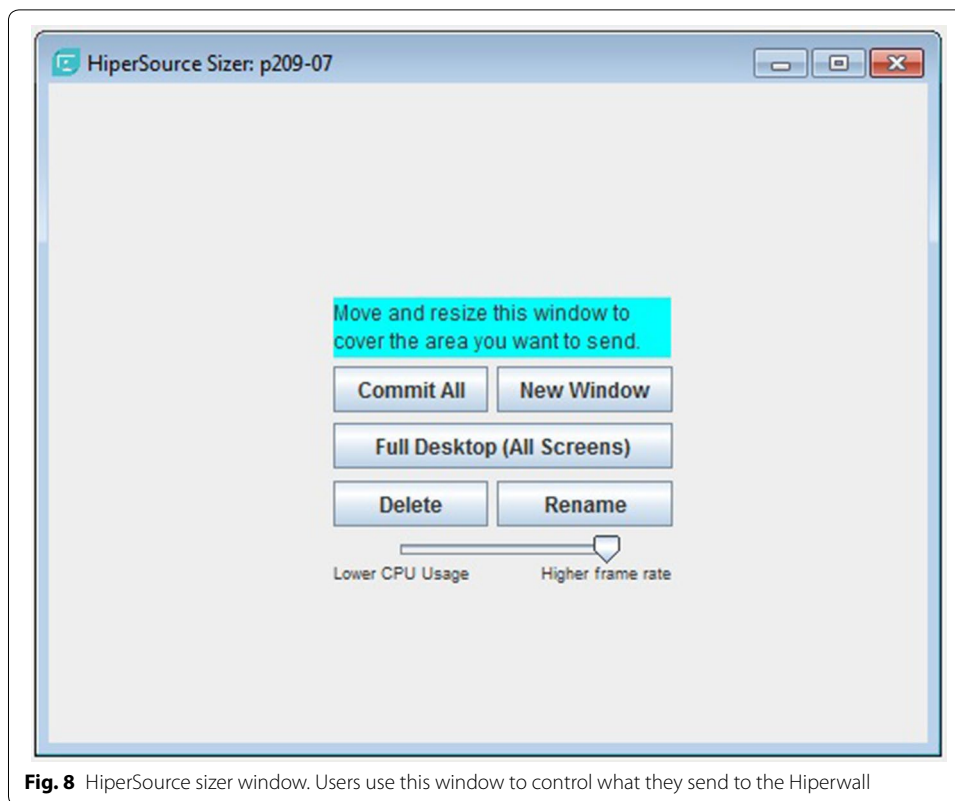 HiperSource Sizer: p209-07
Move and resize this window to
cover the area you want to send.
Commit All New Window
Full Desktop (All Screens)
Delete Rename
Lower CPU Usage Higher frame rate
Fig. 8 HiperSource sizer window. Users use this window to control what they send to the Hiperwall